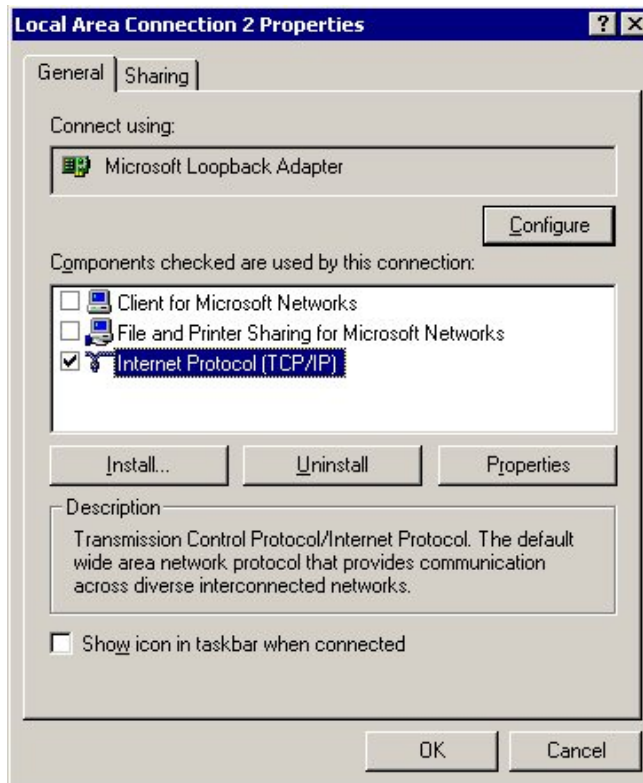 Local Area Connection 2 Properties
General
Sharing
Connect using:
Microsoft Loopback Adapter
Configure
Components checked are used by this connection:
Client for Microsoft Networks
File and Printer Sharing for Microsoft Networks
Internet Protocol (TCP/IP)
Install...
Uninstall
Properties
Description
Transmission Control Protocol/Internet Protocol. The default
wide area network protocol that provides communication
across diverse interconnected networks.
Show icon in taskbar when connected
OK
Cancel